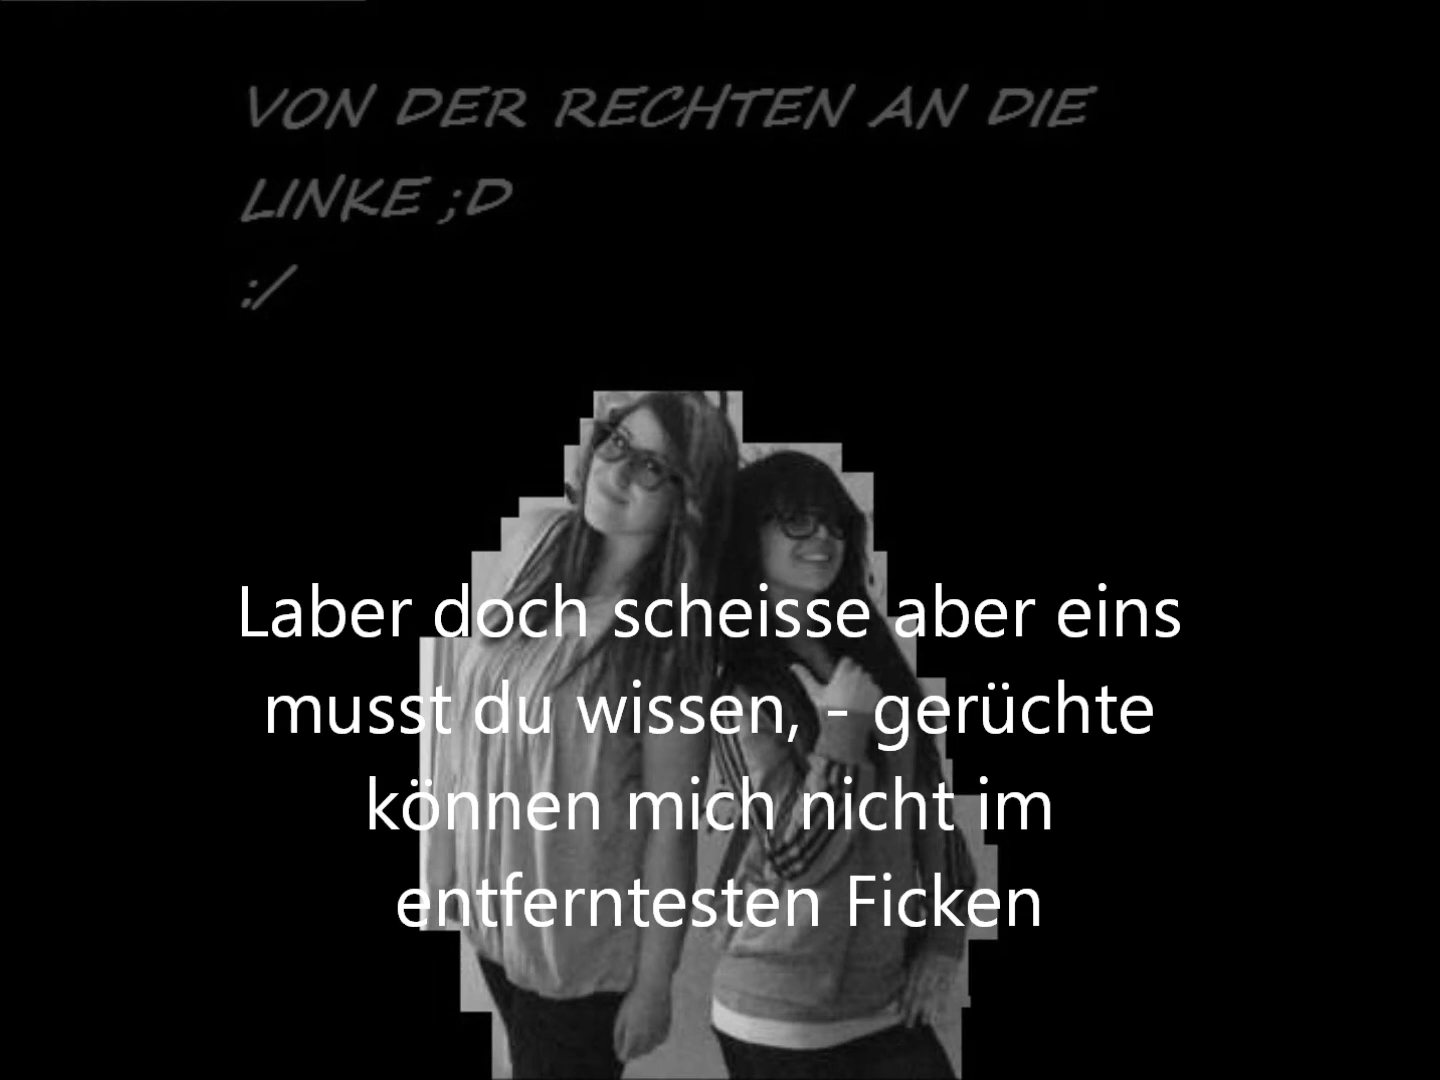 VON DER RECHTEN AN DIE
LINKE ;D
:/
Laber doch scheisse aber eins
musst du wissen, - gerüchte
können mich nicht im
entferntesten Ficken